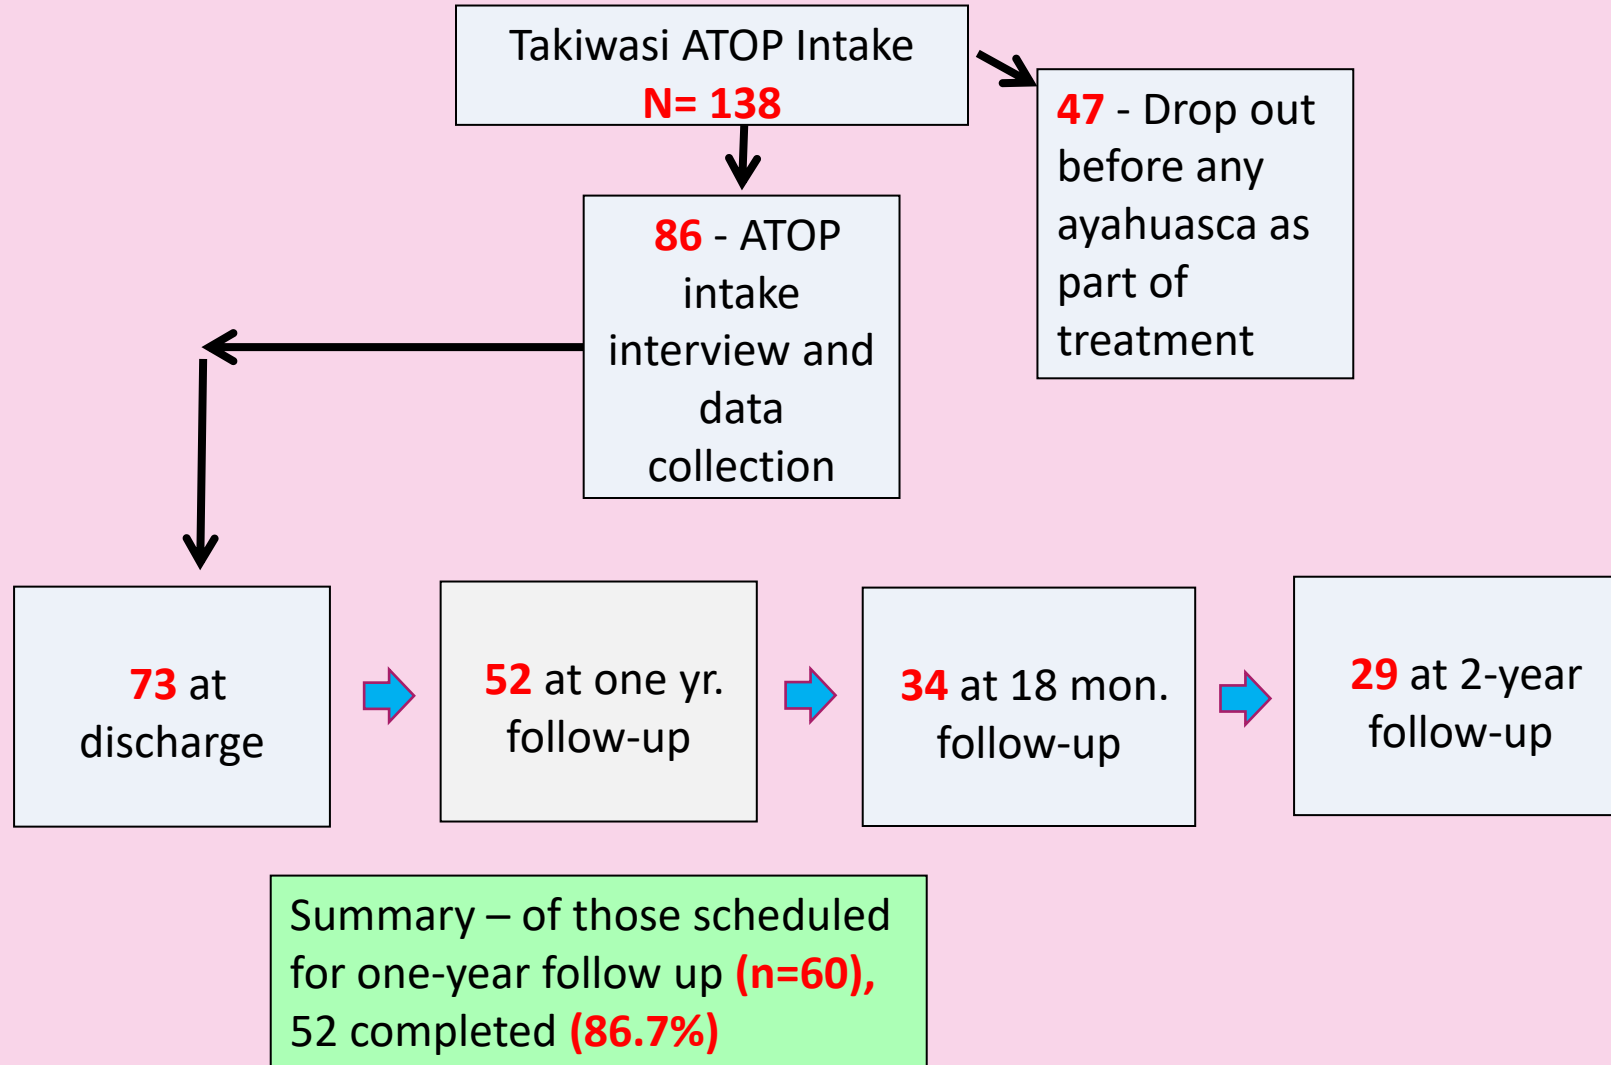 Takiwasi ATOP Intake
N= 138
47 - Drop out
before any
ayahuasca as
part of
treatment
86 - ATOP
intake
interview and
data
collection
73 at
discharge
52 at one yr.
follow-up
34 at 18 mon.
follow-up
29 at 2-year
follow-up
Summary – of those scheduled
for one-year follow up (n=60),
52 completed (86.7%)